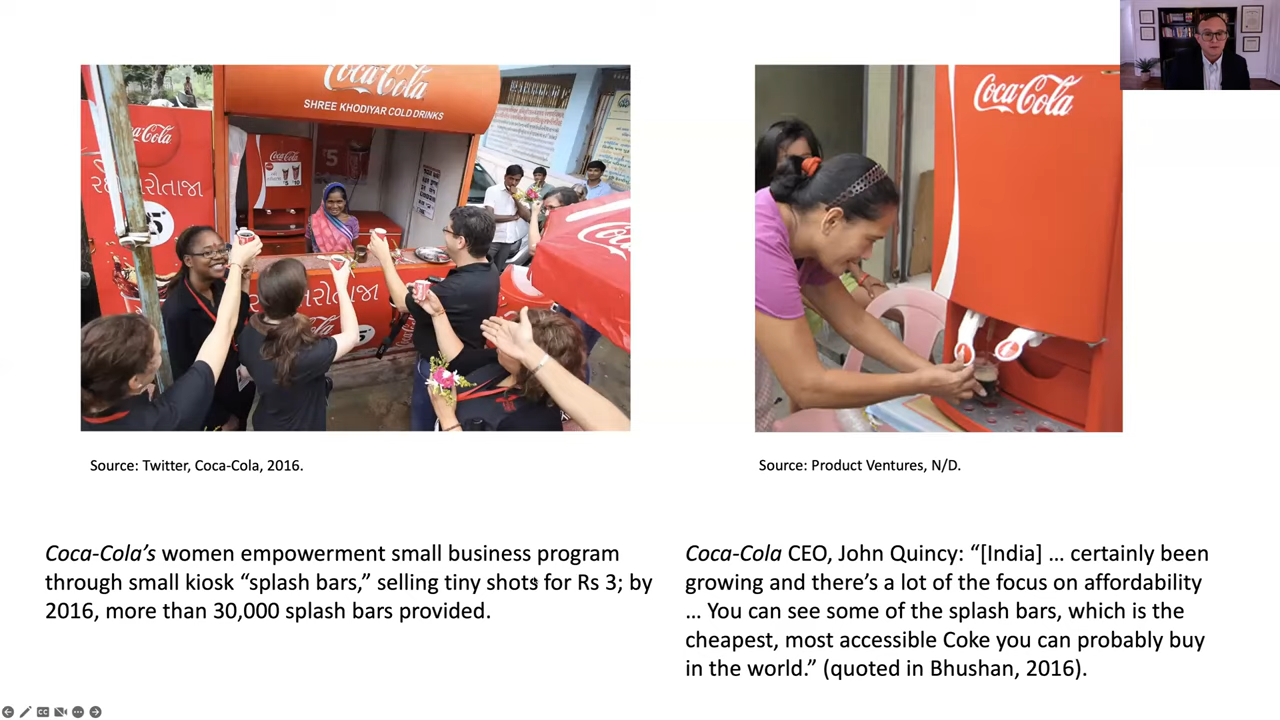 Coca-Cola
SHREE KHODIYAR COLD DRINKS
Coca-Cola
Coca-Cola
5
Coca-Cola
Source: Twitter, Coca-Cola, 2016.
Source: Product Ventures, N/D.
Coca-Cola’s women empowerment small business program
through small kiosk “splash bars,” selling tiny shots for Rs 3; by
2016, more than 30,000 splash bars provided.
Coca-Cola CEO, John Quincy: “[India] … certainly been
growing and there’s a lot of the focus on affordability
… You can see some of the splash bars, which is the
cheapest, most accessible Coke you can probably buy
in the world.” (quoted in Bhushan, 2016).